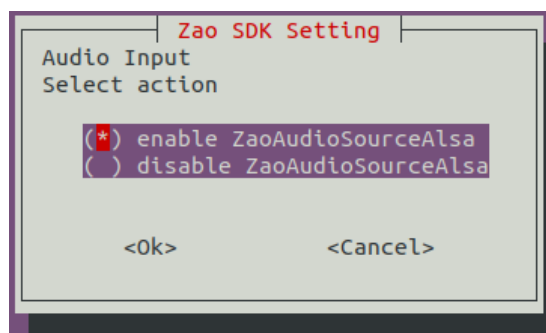 Zao SDK Setting
Audio Input
Select action
(*) enable ZaoAudioSourceAlsa
( ) disable ZaoAudioSourceAlsa
<Ok> <Cancel>